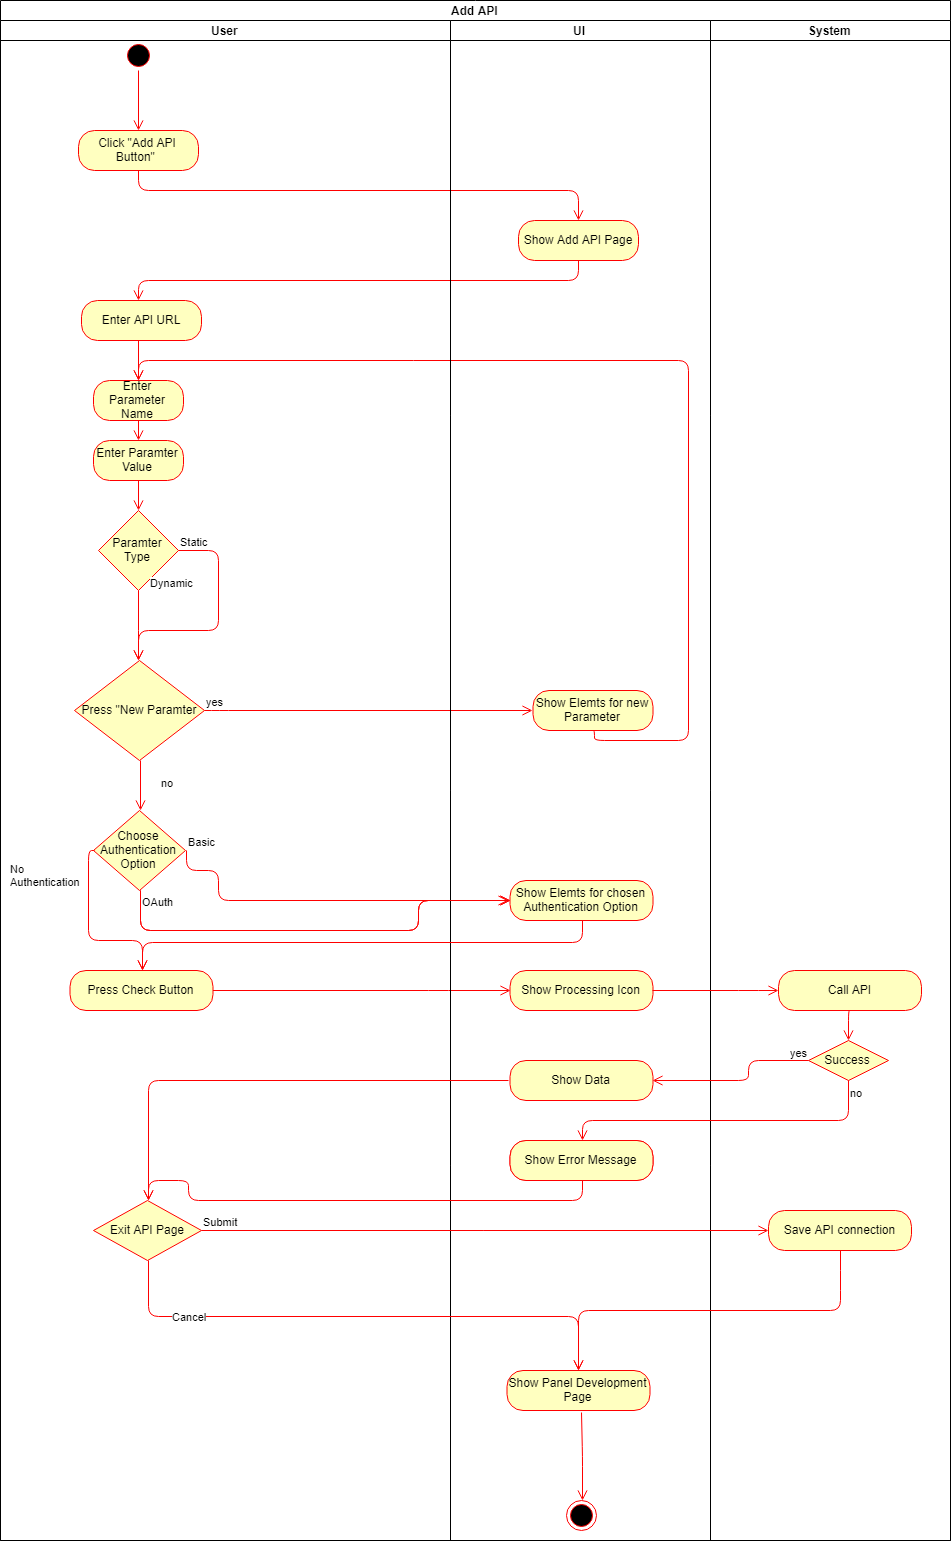 Add API
User
UI
System
Click "Add API
Button"
Show Add API Page
Enter API URL
Enter
Parameter
Name
Enter Paramter
Value
Paramter
Type
Static
Dynamic
Press "New Paramter
yes
Show Elemts for new
Parameter
no
Choose
Authentication
Option
Basic
No
Authentication
OAuth
Show Elemts for chosen
Authentication Option
Press Check Button
Show Processing Icon
Call API
Success
yes
no
Show Data
Show Error Message
Exit API Page
Submit
Save API connection
Cancel
Show Panel Development
Page